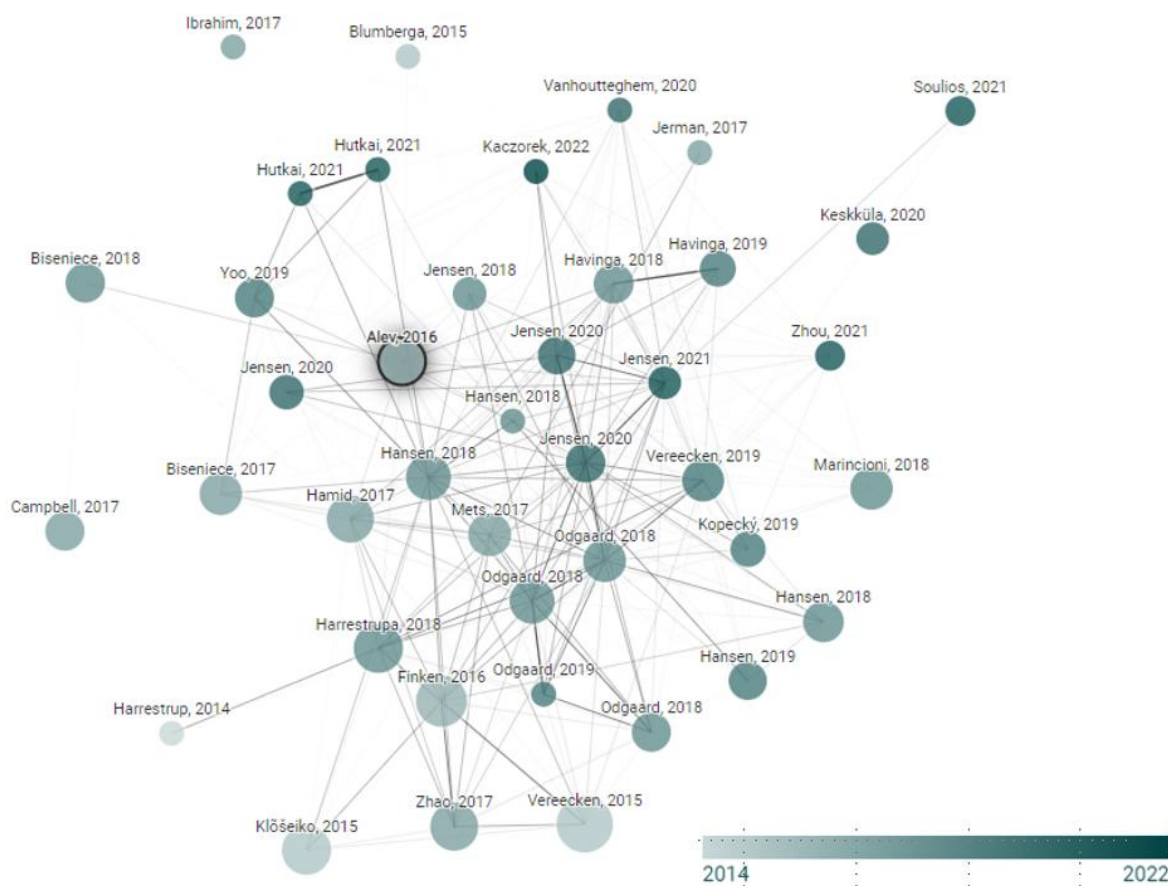 Ibrahim, 2017
Blumberga, 2015
Vanhoutteghem, 2020
Soulios, 2021
Jerman, 2017
Hutkai, 2021
Kaczorek, 2022
Hutkai, 2021
Keskküla, 2020
Havinga, 2019
Biseniece, 2018
Havinga, 2018
Yoo, 2019
Jensen, 2018
Jensen, 2020
Zhou, 2021
Alev, 2016
Jensen, 2021
Jensen, 2020
Hansen, 2018
Jensen, 2020
Hansen, 2018
Vereecken, 2019
Marincioni, 2018
Biseniece, 2017
Hamid, 2017
Campbell, 2017
Mets, 2017
Kopecký, 2019
Odgaard, 2018
Odgaard, 2018
Hansen, 2018
Harrestrupa, 2018
Hansen, 2019
Odgaard, 2019
Finken, 2016
Harrestrup, 2014
Odgaard, 2018
Zhao, 2017
Vereecken, 2015
Klõšeiko, 2015
2014
2022